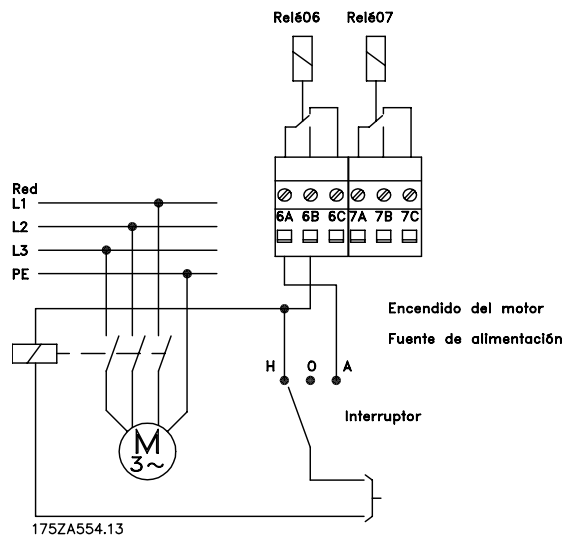 Relé06 Relé07
6A 6B 6C 7A 7B 7C
Red
L1
L2
L3
PE
Encendido del motor
Fuente de alimentación
H O A
Interruptor
M
3~
175ZA554.13